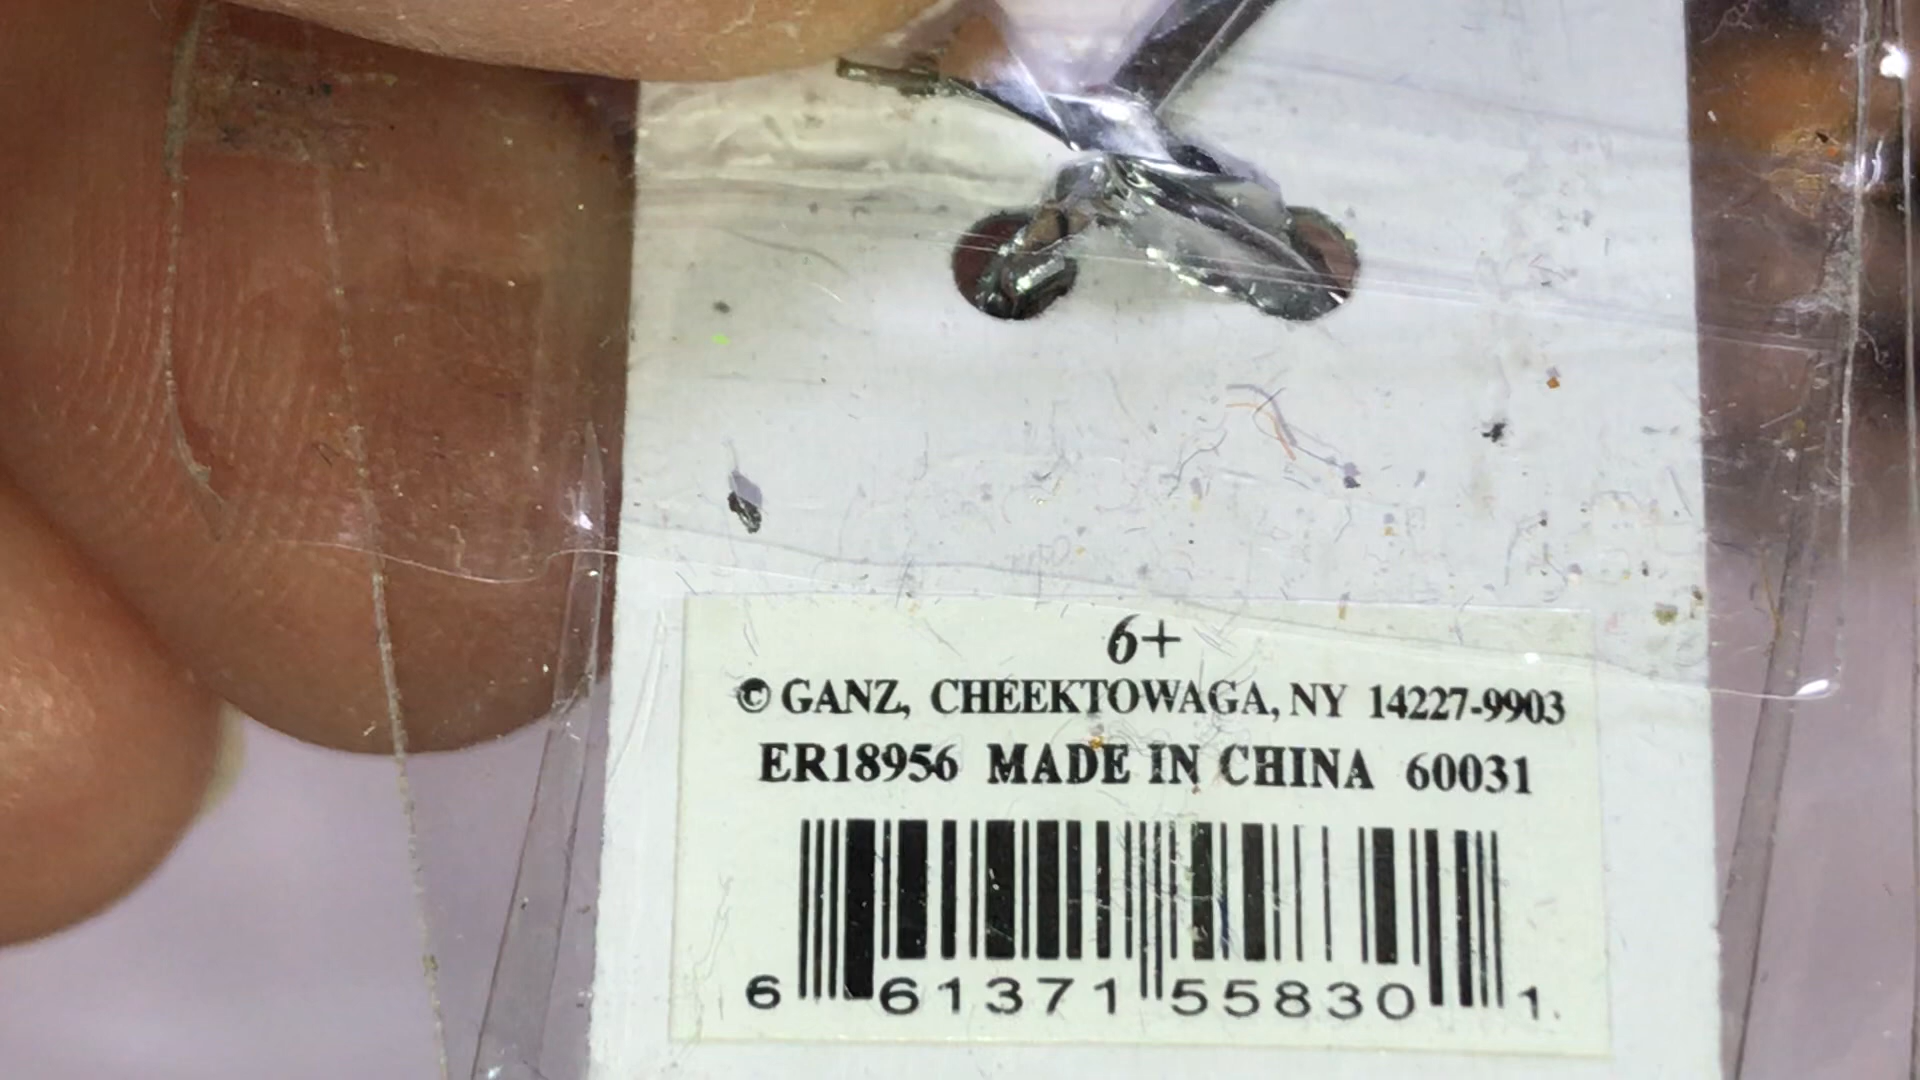 6+
© GANZ, CHEEKTOWAGA, NY 14227-9903
ER18956 MADE IN CHINA 60031
6 61371 55830 1